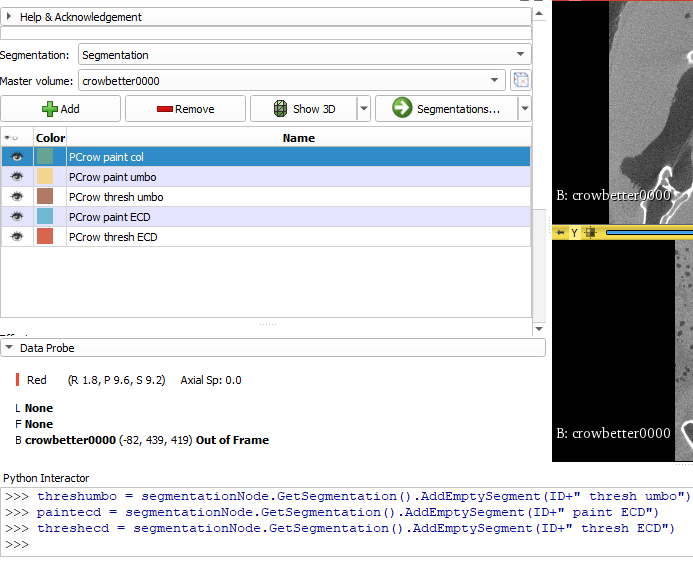 Help & Acknowledgement
Segmentation: Segmentation
Master volume: crowbetter0000
Add Remove Show 3D Segmentations...
Color Name
PCrow paint col
PCrow paint umbo
PCrow thresh umbo
PCrow paint ECD
PCrow thresh ECD
B: crowbetter0000
Y
Data Probe
Red (R 1.8, P 9.6, S 9.2) Axial Sp: 0.0
L None
F None
B crowbetter0000 (-82, 439, 419) Out of Frame
B: crowbetter0000
Python Interactor
>>> threshumbo = segmentationNode.GetSegmentation().AddEmptySegment(ID+" thresh umbo")
>>> paintecd = segmentationNode.GetSegmentation().AddEmptySegment(ID+" paint ECD")
>>> threshecd = segmentationNode.GetSegmentation().AddEmptySegment(ID+" thresh ECD")
>>>